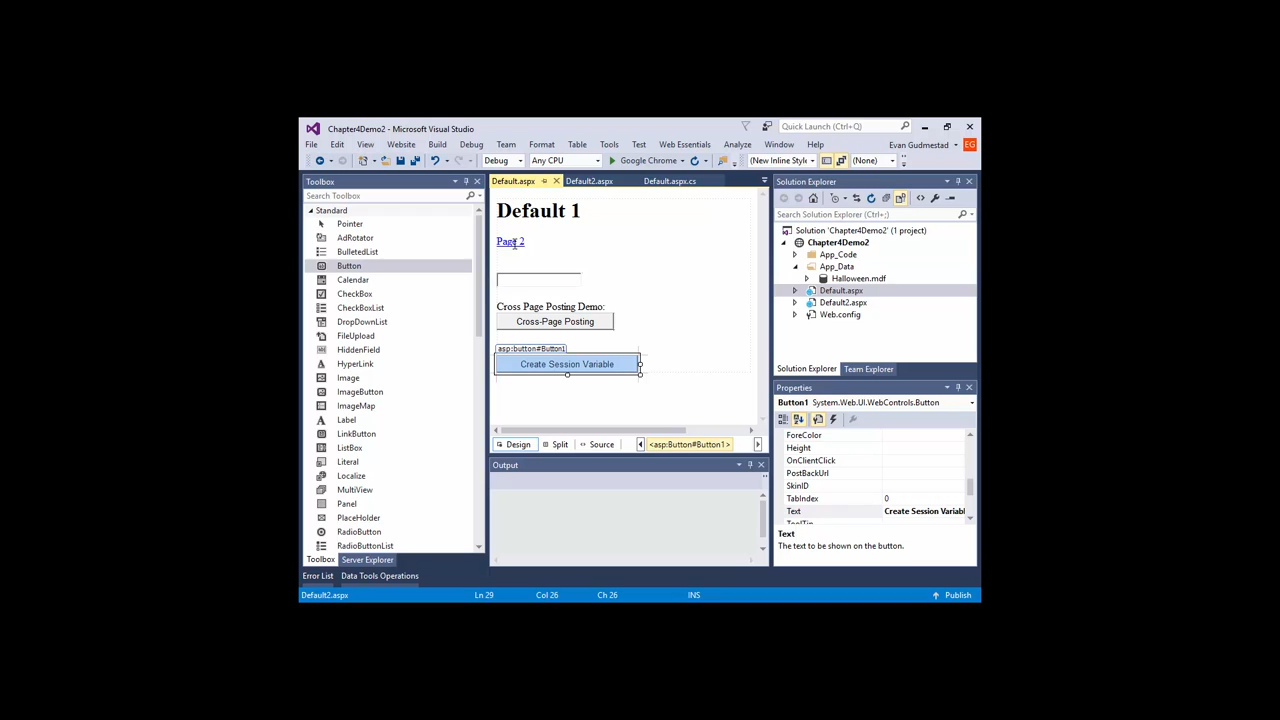 Chapter4Demo2 - Microsoft Visual Studio
Quick Launch (Ctrl+Q)
File Edit View Website Build Debug Team Format Table Tools Test Web Essentials Analyze Window Help
Evan Gudmestad EG
Debug Any CPU Google Chrome (New Inline Style (None)
Toolbox
Search Toolbox
Standard
Pointer
AdRotator
BulletedList
Button
Calendar
CheckBox
CheckBoxList
DropDownList
FileUpload
HiddenField
HyperLink
Image
ImageButton
ImageMap
Label
LinkButton
ListBox
Literal
Localize
MultiView
Panel
PlaceHolder
RadioButton
RadioButtonList
Toolbox Server Explorer
Default.aspx Default2.aspx Default.aspx.cs
Default 1
Page 2
Cross Page Posting Demo:
Cross-Page Posting
asp:button#Button1
Create Session Variable
Design Split Source <asp:Button#Button1>
Output
Solution Explorer
Search Solution Explorer (Ctrl+;)
Solution 'Chapter4Demo2' (1 project)
Chapter4Demo2
App_Code
App_Data
Halloween.mdf
Default.aspx
Default2.aspx
Web.config
Solution Explorer Team Explorer
Properties
Button1 System.Web.UI.WebControls.Button
ForeColor
Height
OnClientClick
PostBackUrl
SkinID
TabIndex 0
Text Create Session Variabl
ToolTip
Text
The text to be shown on the button.
Error List Data Tools Operations
Default2.aspx Ln 29 Col 26 Ch 26 INS Publish